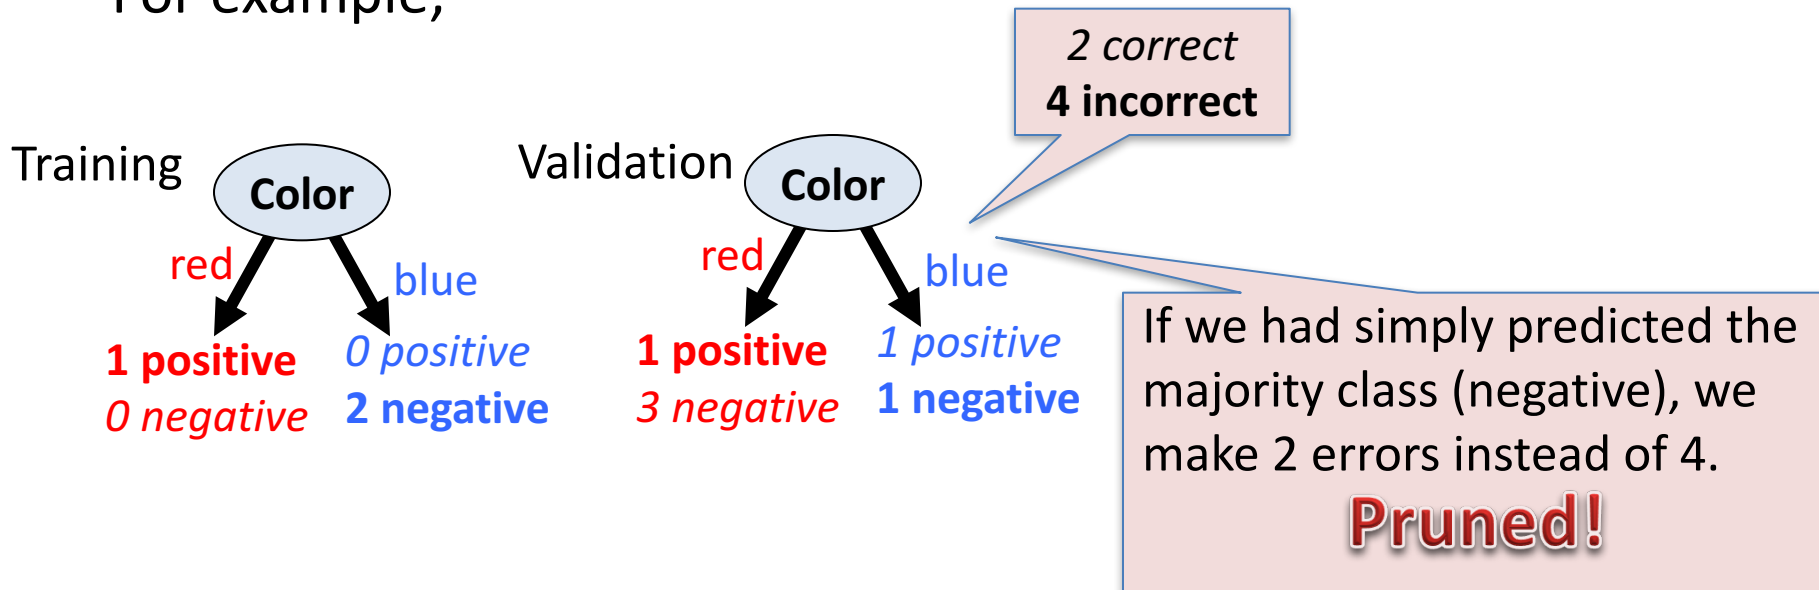 For example,
2 correct
4 incorrect
Training
Color
red
blue
1 positive
0 negative
0 positive
2 negative
Validation
Color
red
blue
1 positive
3 negative
1 positive
1 negative
If we had simply predicted the
majority class (negative), we
make 2 errors instead of 4.
Pruned!